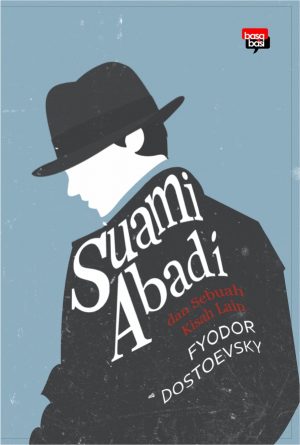 basa
basi
Suami
Abadi
dan Sebuah
Kisah Lain
FYODOR
DOSTOEVSKY